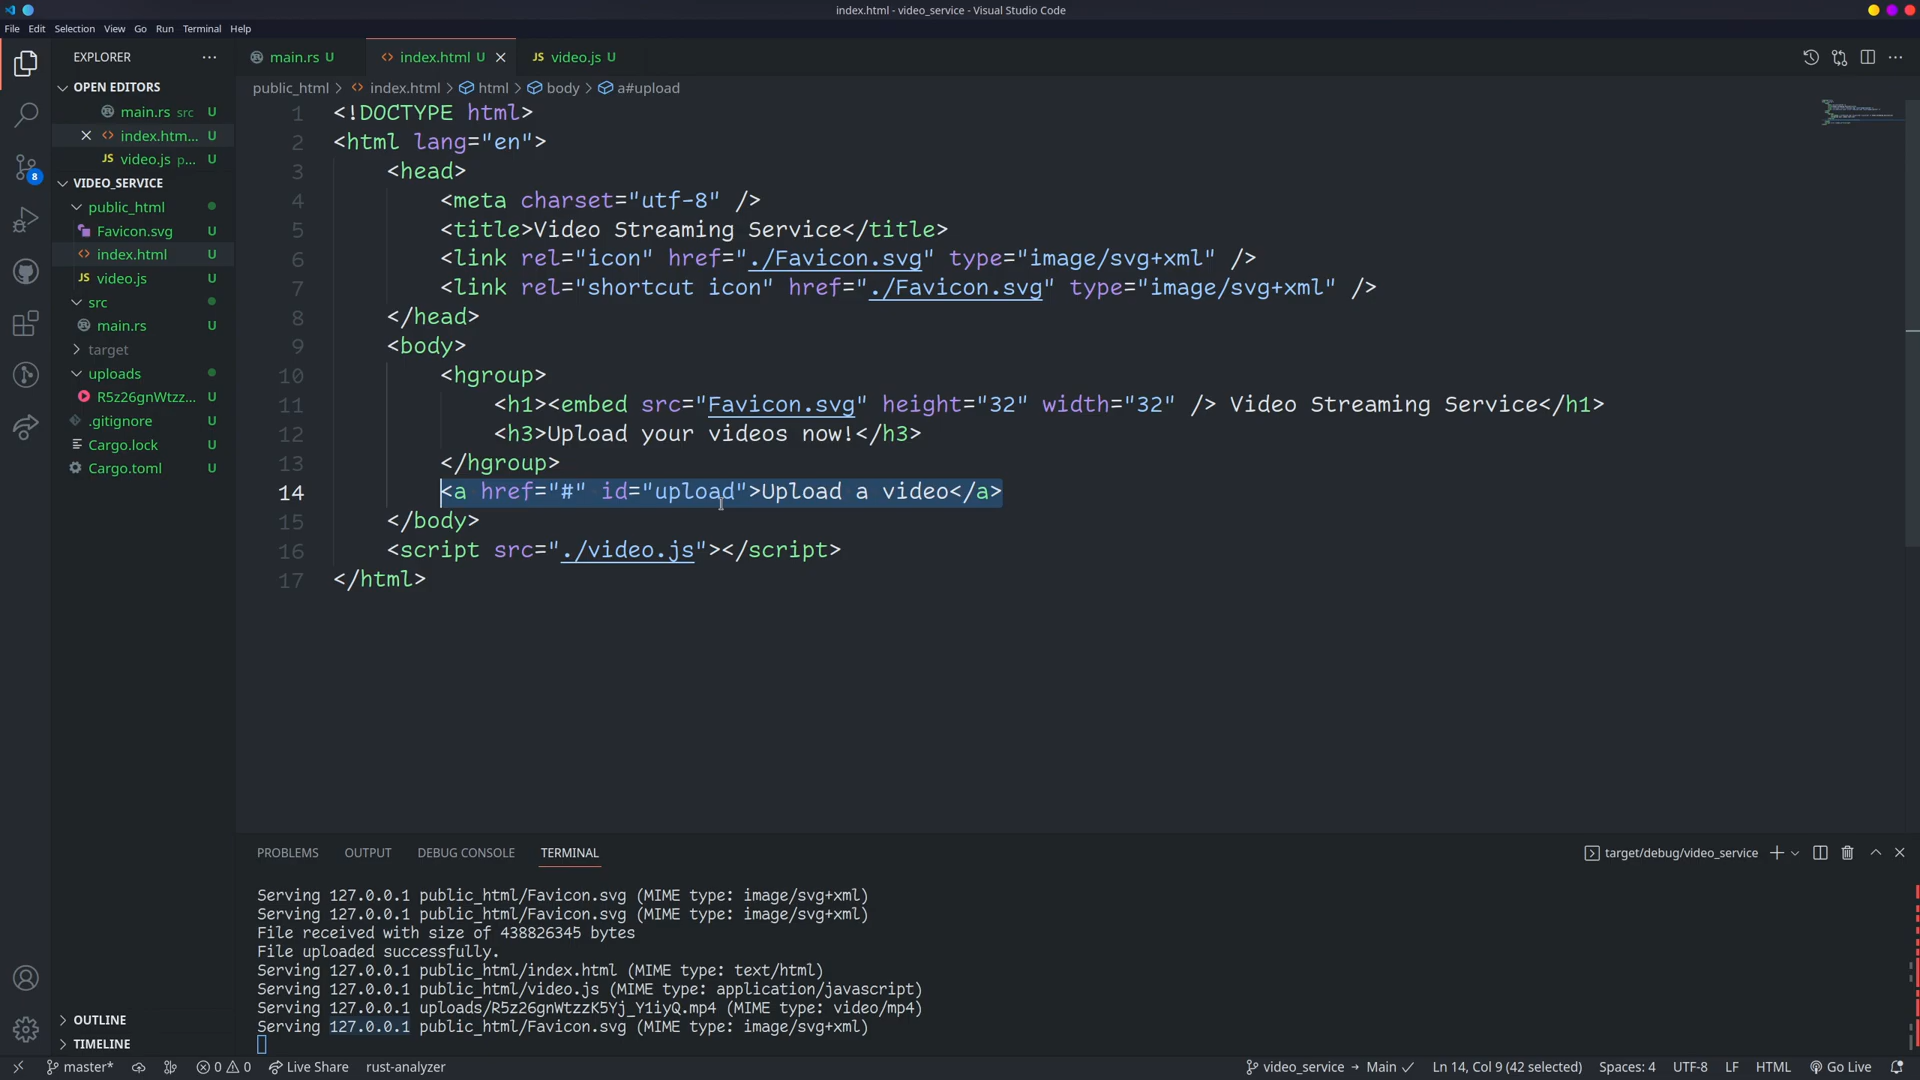 index.html - video_service - Visual Studio Code
File Edit Selection View Go Run Terminal Help
EXPLORER
OPEN EDITORS
main.rs src U
index.htm... U
JS video.js p... U
VIDEO_SERVICE
public_html
Favicon.svg U
index.html U
JS video.js U
src
main.rs U
target
uploads
R5z26gnWtzz... U
.gitignore U
Cargo.lock U
Cargo.toml U
OUTLINE
TIMELINE
8
main.rs U
index.html U
JS video.js U
public_html > index.html > html > body > a#upload
1 <!DOCTYPE html>
2 <html lang="en">
3 <head>
4 <meta charset="utf-8" />
5 <title>Video Streaming Service</title>
6 <link rel="icon" href="./Favicon.svg" type="image/svg+xml" />
7 <link rel="shortcut icon" href="./Favicon.svg" type="image/svg+xml" />
8 </head>
9 <body>
10 <hgroup>
11 <h1><embed src="Favicon.svg" height="32" width="32" /> Video Streaming Service</h1>
12 <h3>Upload your videos now!</h3>
13 </hgroup>
14 <a href="#" id="upload">Upload a video</a>
15 </body>
16 <script src="./video.js"></script>
17 </html>
PROBLEMS OUTPUT DEBUG CONSOLE TERMINAL
target/debug/video_service
Serving 127.0.0.1 public_html/Favicon.svg (MIME type: image/svg+xml)
Serving 127.0.0.1 public_html/Favicon.svg (MIME type: image/svg+xml)
File received with size of 438826345 bytes
File uploaded successfully.
Serving 127.0.0.1 public_html/index.html (MIME type: text/html)
Serving 127.0.0.1 public_html/video.js (MIME type: application/javascript)
Serving 127.0.0.1 uploads/R5z26gnWtzzK5Yj_Y1iyQ.mp4 (MIME type: video/mp4)
Serving 127.0.0.1 public_html/Favicon.svg (MIME type: image/svg+xml)
master* 0 0 Live Share rust-analyzer
video_service → Main ✓ Ln 14, Col 9 (42 selected) Spaces: 4 UTF-8 LF HTML Go Live